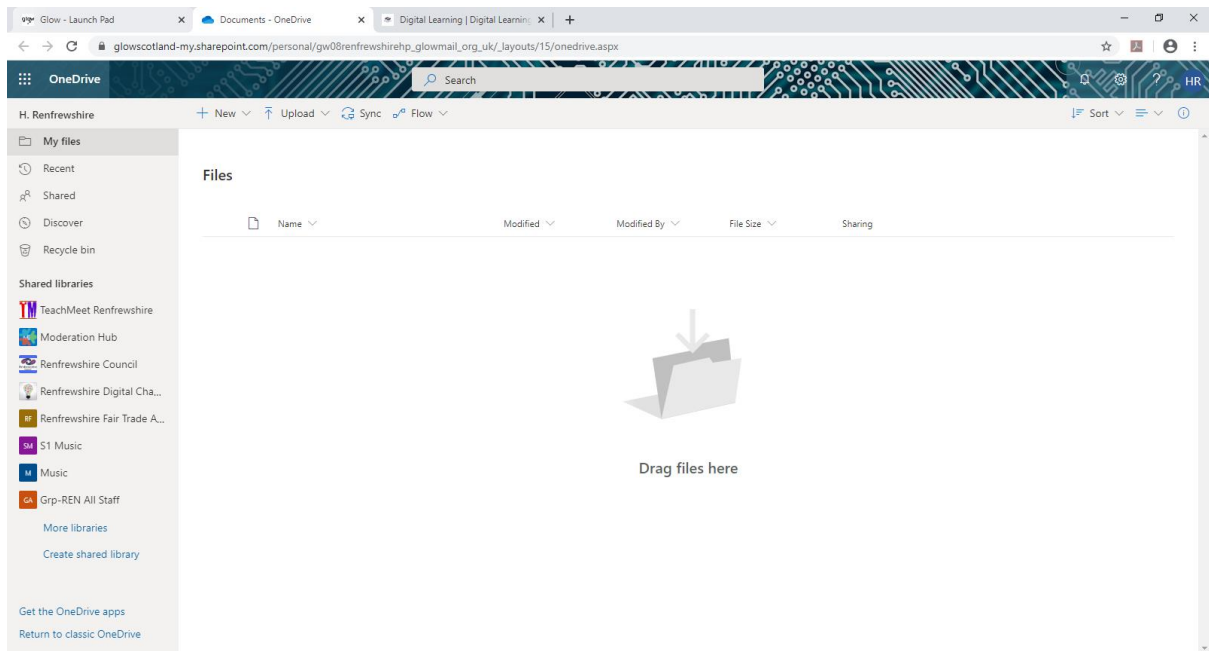 glow Glow - Launch Pad
Documents - OneDrive
Digital Learning | Digital Learning
glowscotland-my.sharepoint.com/personal/gw08renfrewshirehp_glowmail_org_uk/_layouts/15/onedrive.aspx
OneDrive
Search
HR
H. Renfrewshire
New
Upload
Sync
Flow
Sort
My files
Recent
Shared
Discover
Recycle bin
Files
Name
Modified
Modified By
File Size
Sharing
Shared libraries
TM TeachMeet Renfrewshire
Moderation Hub
Renfrewshire Council
Renfrewshire Digital Cha...
RF Renfrewshire Fair Trade A...
SM S1 Music
M Music
GA Grp-REN All Staff
More libraries
Create shared library
Drag files here
Get the OneDrive apps
Return to classic OneDrive